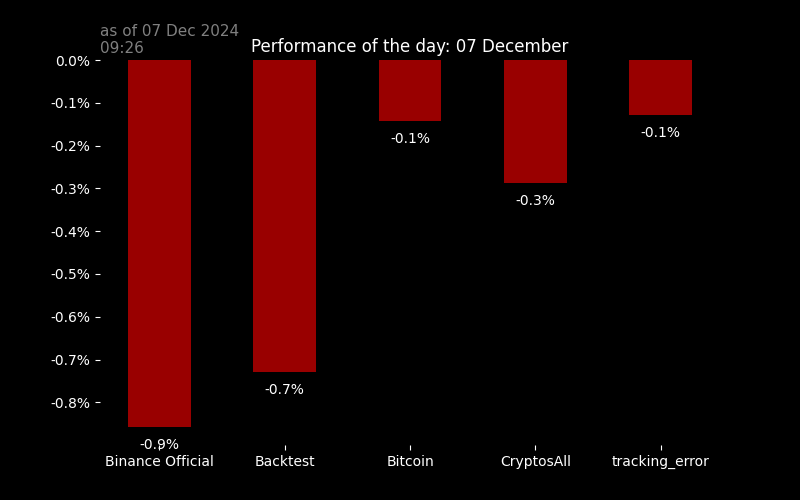 as of 07 Dec 2024
09:26
Performance of the day: 07 December
0.0%
-0.1%
-0.2%
-0.3%
-0.4%
-0.5%
-0.6%
-0.7%
-0.8%
-0.9%
-0.7%
-0.1%
-0.3%
-0.1%
Binance Official
Backtest
Bitcoin
CryptosAll
tracking_error